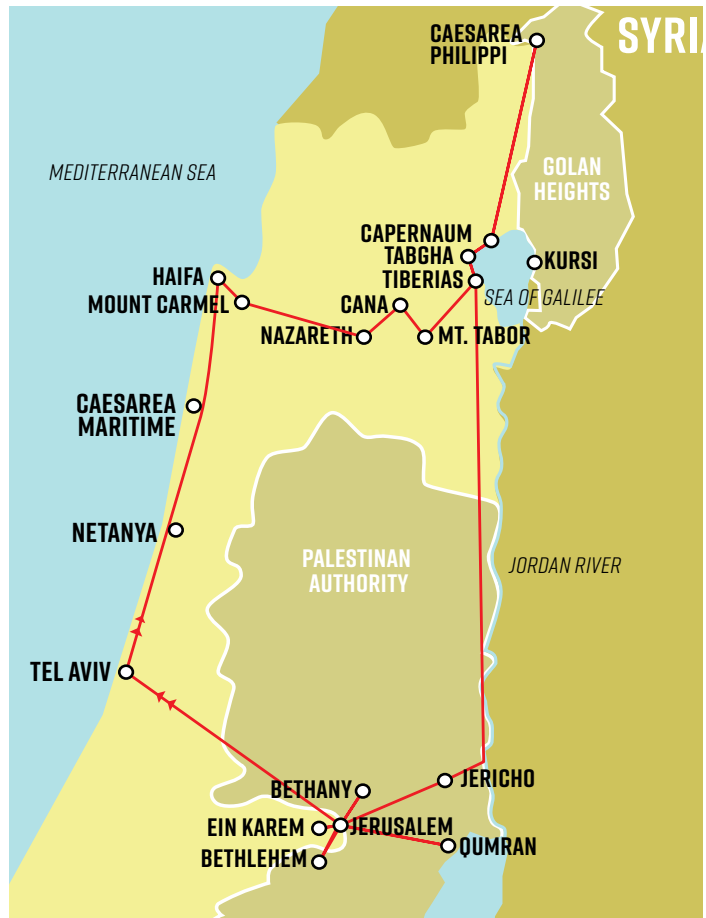 CAESAREA
PHILIPPI
SYRIA
MEDITERRANEAN SEA
GOLAN
HEIGHTS
CAPERNAUM
TABGHA
KURSI
HAIFA
TIBERIAS
MOUNT CARMEL
CANA
SEA OF GALILEE
NAZARETH
MT. TABOR
CAESAREA
MARITIME
NETANYA
PALESTINAN
AUTHORITY
JORDAN RIVER
TEL AVIV
BETHANY
JERICHO
EIN KAREM
JERUSALEM
BETHLEHEM
QUMRAN